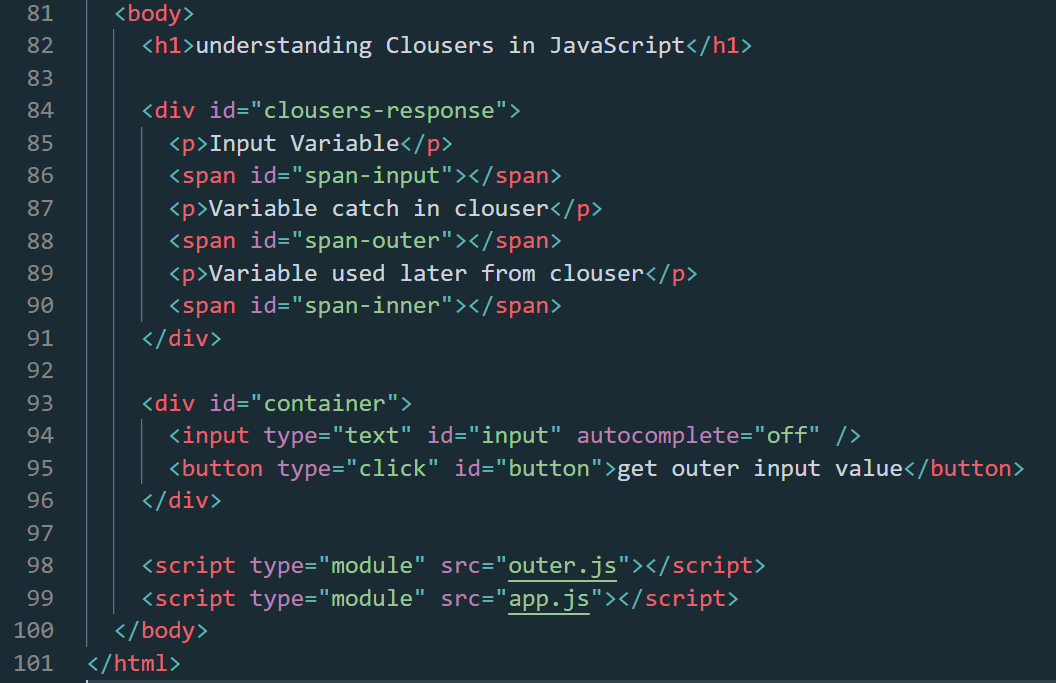 81 <body>
82 <h1>understanding Clousers in JavaScript</h1>
83
84 <div id="clousers-response">
85 <p>Input Variable</p>
86 <span id="span-input"></span>
87 <p>Variable catch in clouser</p>
88 <span id="span-outer"></span>
89 <p>Variable used later from clouser</p>
90 <span id="span-inner"></span>
91 </div>
92
93 <div id="container">
94 <input type="text" id="input" autocomplete="off" />
95 <button type="click" id="button">get outer input value</button>
96 </div>
97
98 <script type="module" src="outer.js"></script>
99 <script type="module" src="app.js"></script>
100 </body>
101 </html>